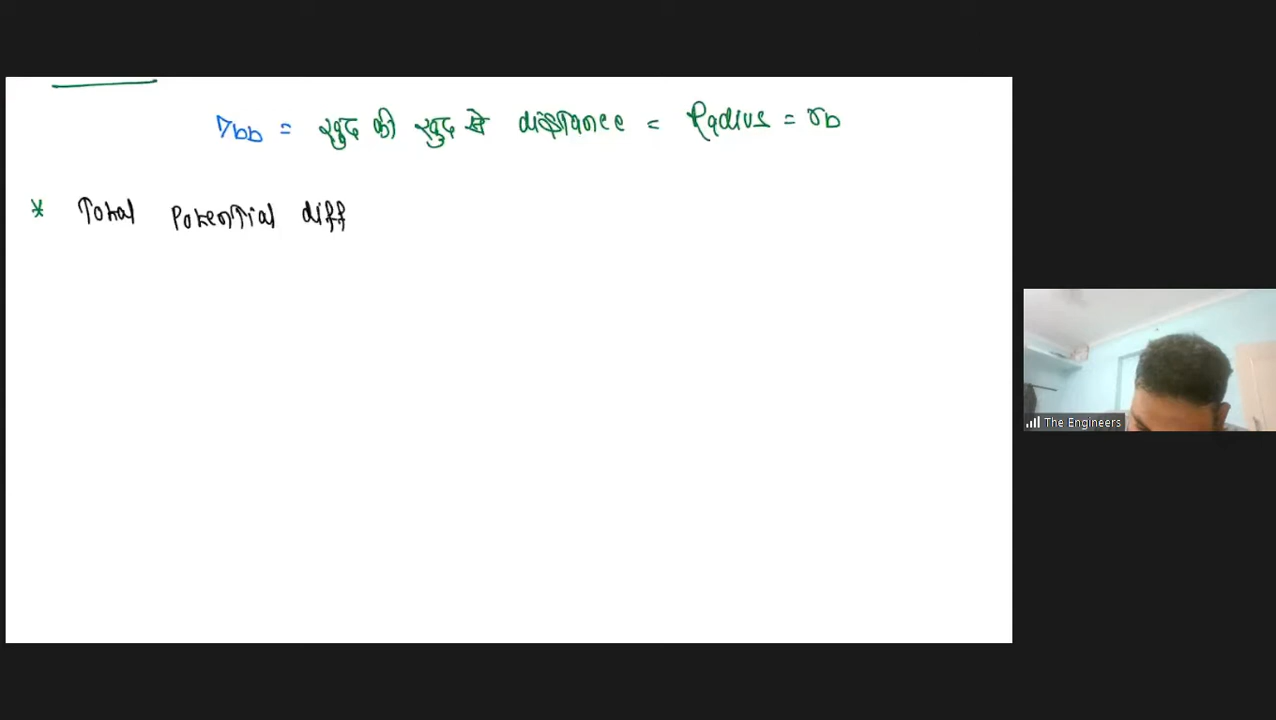 rbb = खुद की खुद से distance = Radius = rb
* Total Potential diff
The Engineers